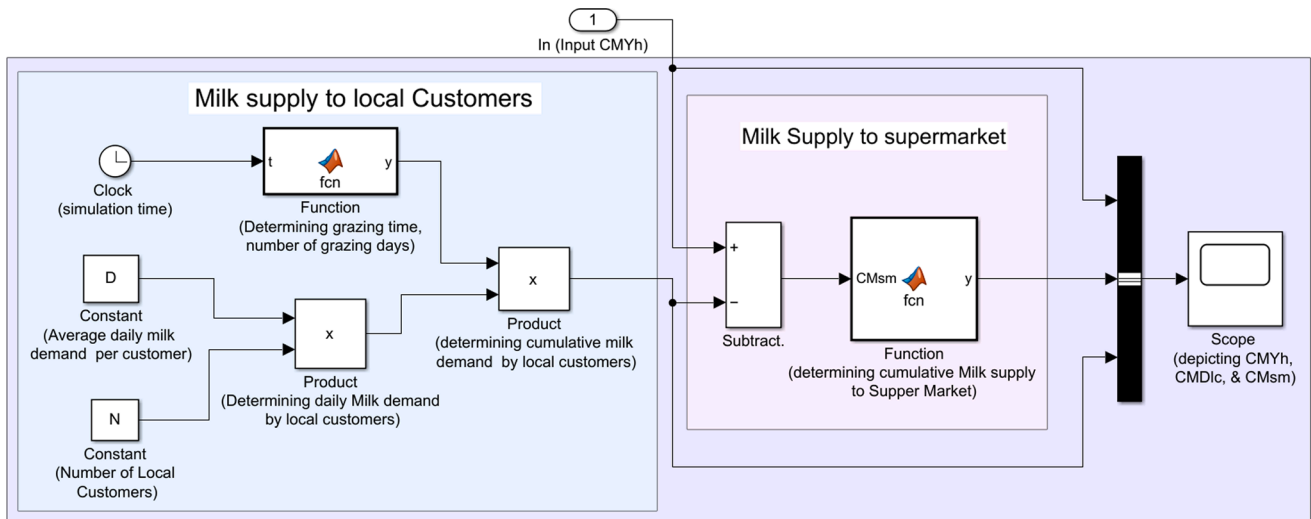 1
In (Input CMYh)
Milk supply to local Customers
Clock
(simulation time)
t
fcn
y
Function
(Determining grazing time,
number of grazing days)
D
Constant
(Average daily milk
demand per customer)
N
Constant
(Number of Local
Customers)
x
Product
(Determining daily Milk demand
by local customers)
x
Product
(determining cumulative milk
demand by local customers)
Milk Supply to supermarket
+
−
Subtract.
CMsm
fcn
y
Function
(determining cumulative Milk supply
to Supper Market)
Scope
(depicting CMYh,
CMDlc, & CMsm)